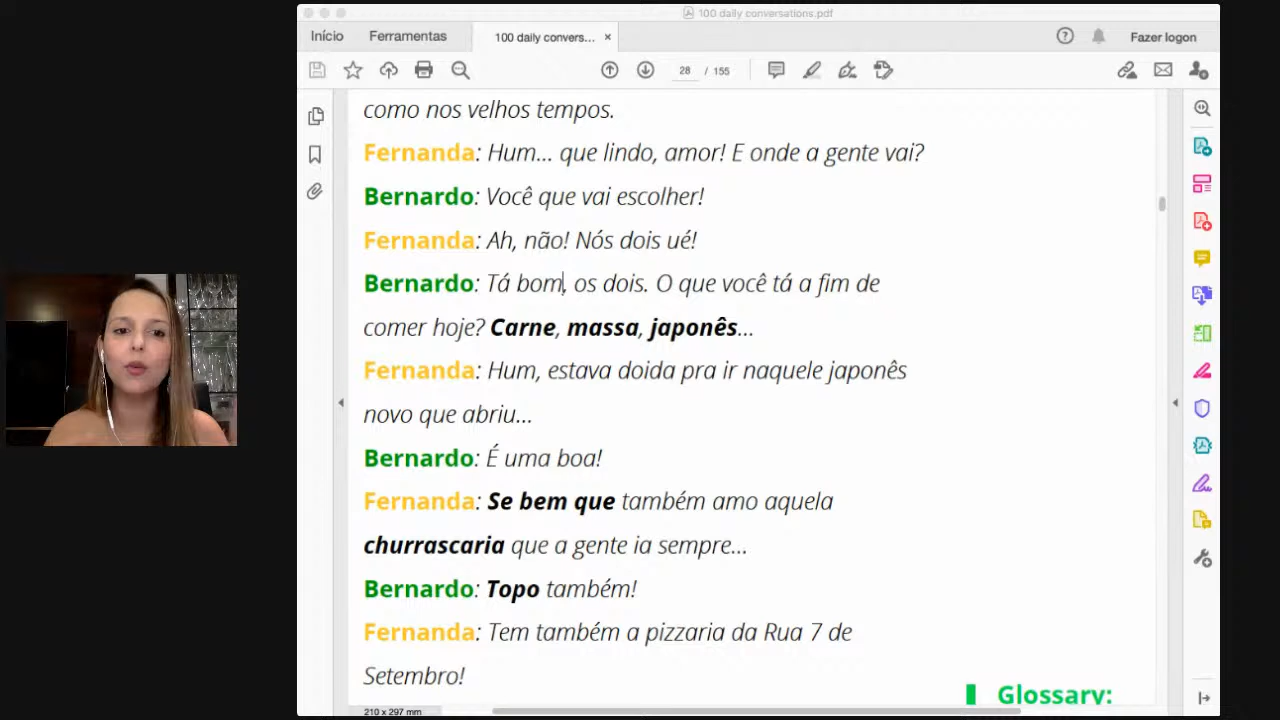 100 daily conversations.pdf
Início
Ferramentas
100 daily convers...
Fazer logon
28 / 155
como nos velhos tempos.
Fernanda: Hum... que lindo, amor! E onde a gente vai?
Bernardo: Você que vai escolher!
Fernanda: Ah, não! Nós dois ué!
Bernardo: Tá bom, os dois. O que você tá a fim de
comer hoje? Carne, massa, japonês...
Fernanda: Hum, estava doida pra ir naquele japonês
novo que abriu...
Bernardo: É uma boa!
Fernanda: Se bem que também amo aquela
churrascaria que a gente ia sempre...
Bernardo: Topo também!
Fernanda: Tem também a pizzaria da Rua 7 de
Setembro!
Glossary:
210 x 297 mm